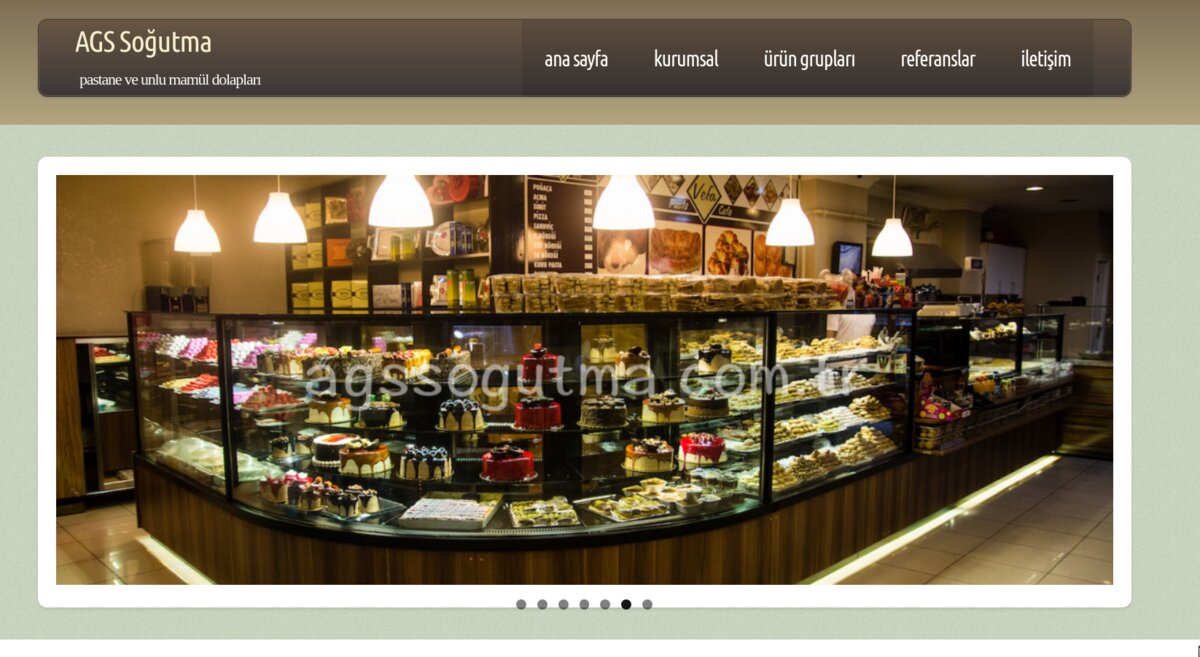 AGS Soğutma
pastane ve unlu mamül dolapları
ana sayfa
kurumsal
ürün grupları
referanslar
iletişim
POĞAÇA
AÇMA
SİMİT
PİZZA
SANDVİÇ
KURU PASTA
Vefa
Cafe
agssogutma.com.tr